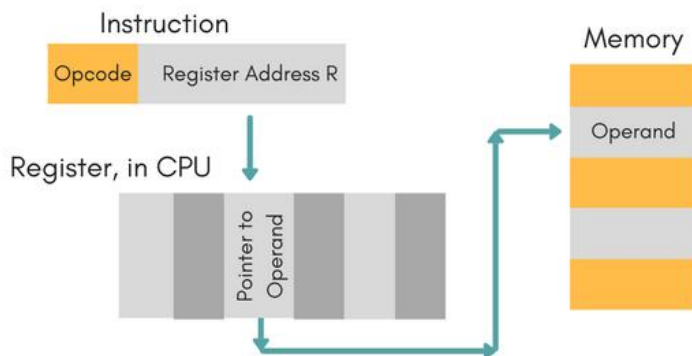 Instruction
Opcode
Register Address R
Memory
Operand
Register, in CPU
Pointer to
Operand